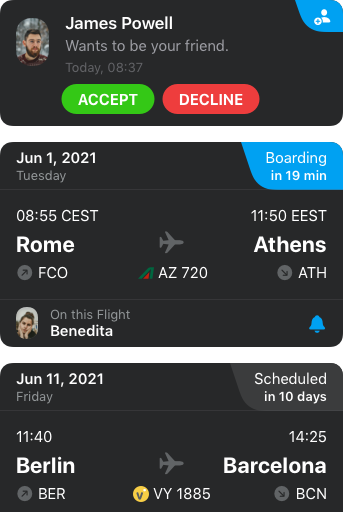 James Powell
Wants to be your friend.
Today, 08:37
ACCEPT DECLINE
Jun 1, 2021 Boarding
Tuesday in 19 min
08:55 CEST 11:50 EEST
Rome Athens
FCO AZ 720 ATH
On this Flight
Benedita
Jun 11, 2021 Scheduled
Friday in 10 days
11:40 14:25
Berlin Barcelona
BER VY 1885 BCN